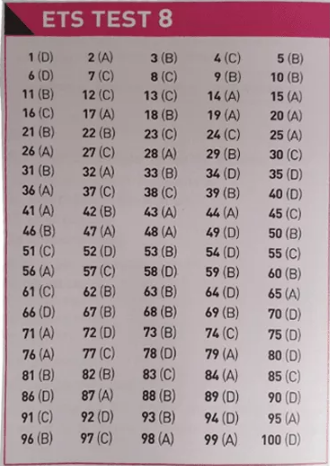 ETS TEST 8
1 (D) 2 (A) 3 (B) 4 (C) 5 (B)
6 (D) 7 (C) 8 (C) 9 (B) 10 (B)
11 (B) 12 (C) 13 (C) 14 (A) 15 (A)
16 (C) 17 (A) 18 (B) 19 (A) 20 (A)
21 (B) 22 (B) 23 (C) 24 (C) 25 (A)
26 (A) 27 (C) 28 (A) 29 (B) 30 (C)
31 (B) 32 (A) 33 (B) 34 (D) 35 (D)
36 (A) 37 (C) 38 (C) 39 (B) 40 (D)
41 (A) 42 (B) 43 (A) 44 (A) 45 (C)
46 (B) 47 (A) 48 (A) 49 (D) 50 (B)
51 (C) 52 (D) 53 (B) 54 (D) 55 (C)
56 (A) 57 (C) 58 (D) 59 (B) 60 (B)
61 (C) 62 (B) 63 (B) 64 (D) 65 (A)
66 (D) 67 (B) 68 (B) 69 (B) 70 (D)
71 (A) 72 (D) 73 (B) 74 (C) 75 (D)
76 (A) 77 (C) 78 (D) 79 (A) 80 (D)
81 (B) 82 (B) 83 (C) 84 (A) 85 (C)
86 (D) 87 (A) 88 (B) 89 (D) 90 (D)
91 (C) 92 (D) 93 (B) 94 (D) 95 (A)
96 (B) 97 (C) 98 (A) 99 (A) 100 (D)